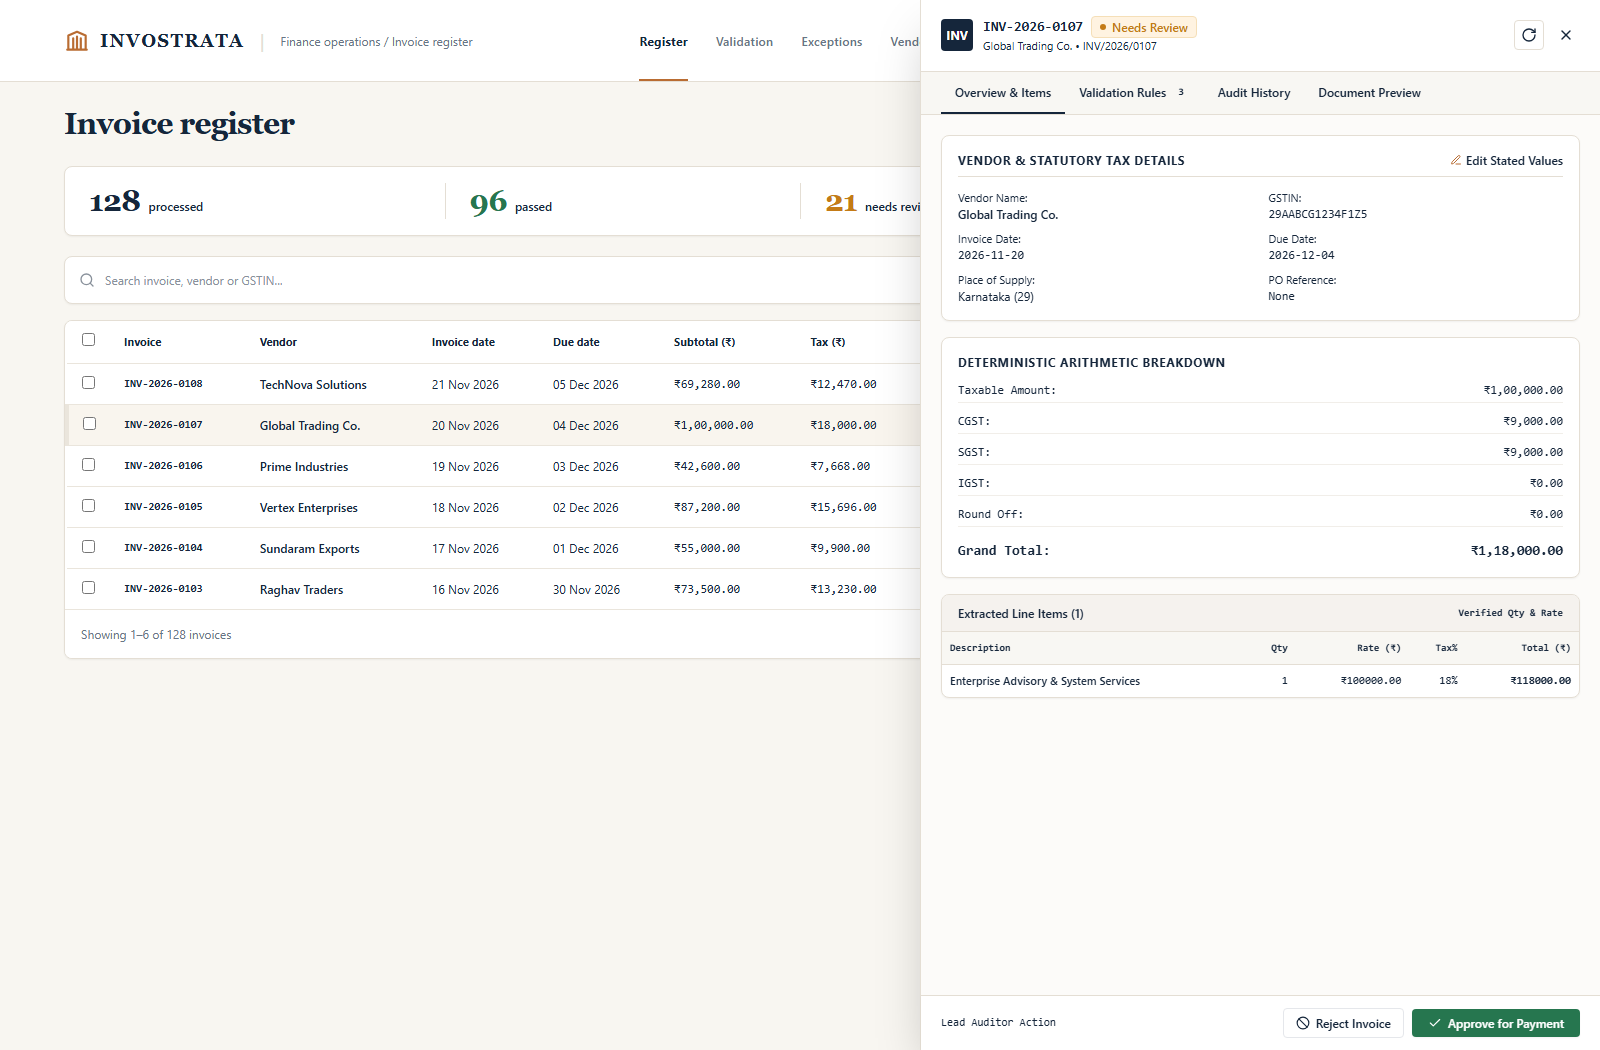 INVOSTRATA
Finance operations / Invoice register
Register Validation Exceptions Vend
Invoice register
128 processed
96 passed
21 needs revi
Search invoice, vendor or GSTIN...
Invoice Vendor Invoice date Due date Subtotal (₹) Tax (₹)
INV-2026-0108 TechNova Solutions 21 Nov 2026 05 Dec 2026 ₹69,280.00 ₹12,470.00
INV-2026-0107 Global Trading Co. 20 Nov 2026 04 Dec 2026 ₹1,00,000.00 ₹18,000.00
INV-2026-0106 Prime Industries 19 Nov 2026 03 Dec 2026 ₹42,600.00 ₹7,668.00
INV-2026-0105 Vertex Enterprises 18 Nov 2026 02 Dec 2026 ₹87,200.00 ₹15,696.00
INV-2026-0104 Sundaram Exports 17 Nov 2026 01 Dec 2026 ₹55,000.00 ₹9,900.00
INV-2026-0103 Raghav Traders 16 Nov 2026 30 Nov 2026 ₹73,500.00 ₹13,230.00
Showing 1–6 of 128 invoices
INV
INV-2026-0107 • Needs Review
Global Trading Co. • INV/2026/0107
Overview & Items Validation Rules 3 Audit History Document Preview
VENDOR & STATUTORY TAX DETAILS Edit Stated Values
Vendor Name: GSTIN:
Global Trading Co. 29AABCG1234F1Z5
Invoice Date: Due Date:
2026-11-20 2026-12-04
Place of Supply: PO Reference:
Karnataka (29) None
DETERMINISTIC ARITHMETIC BREAKDOWN
Taxable Amount: ₹1,00,000.00
CGST: ₹9,000.00
SGST: ₹9,000.00
IGST: ₹0.00
Round Off: ₹0.00
Grand Total: ₹1,18,000.00
Extracted Line Items (1) Verified Qty & Rate
Description Qty Rate (₹) Tax% Total (₹)
Enterprise Advisory & System Services 1 ₹100000.00 18% ₹118000.00
Lead Auditor Action Reject Invoice Approve for Payment